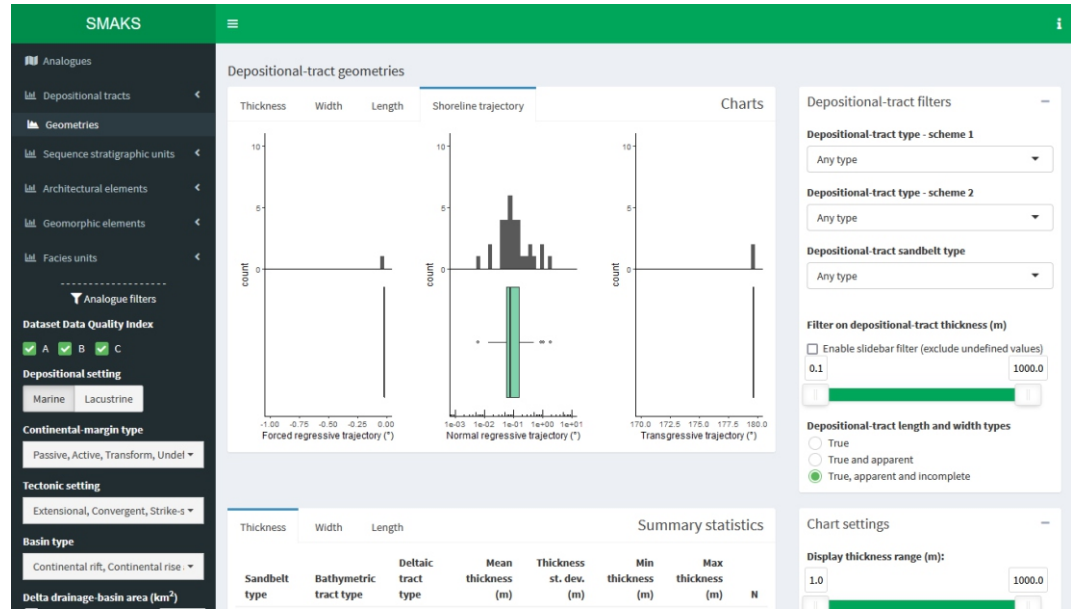 SMAKS
i
Analogues
Depositional tracts
Geometries
Sequence stratigraphic units
Architectural elements
Geomorphic elements
Facies units
Analogue filters
Dataset Data Quality Index
A B C
Depositional setting
Marine Lacustrine
Continental-margin type
Passive, Active, Transform, Undef
Tectonic setting
Extensional, Convergent, Strike-s
Basin type
Continental rift, Continental rise
Delta drainage-basin area (km²)
Depositional-tract geometries
Thickness Width Length Shoreline trajectory Charts
10 5 0
count
-1.00 -0.75 -0.50 -0.25 0.00
Forced regressive trajectory (°)
10 5 0
count
1e-03 1e-02 1e-01 1e+00 1e+01
Normal regressive trajectory (°)
10 5 0
count
170.0 172.5 175.0 177.5 180.0
Transgressive trajectory (°)
Thickness Width Length Summary statistics
Sandbelt type Bathymetric tract type Deltaic tract type Mean thickness (m) Thickness st. dev. (m) Min thickness (m) Max thickness (m) N
Depositional-tract filters
Depositional-tract type - scheme 1
Any type
Depositional-tract type - scheme 2
Any type
Depositional-tract sandbelt type
Any type
Filter on depositional-tract thickness (m)
Enable slidebar filter (exclude undefined values)
0.1 1000.0
Depositional-tract length and width types
True
True and apparent
True, apparent and incomplete
Chart settings
Display thickness range (m):
1.0 1000.0